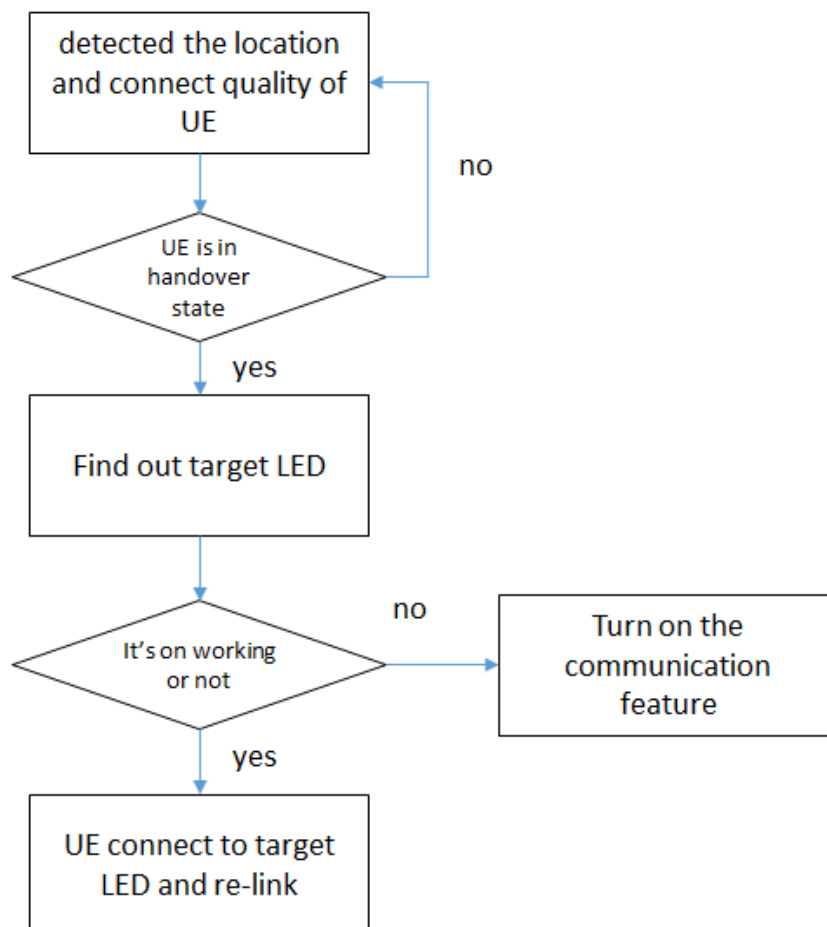 detected the location
and connect quality of
UE
no
UE is in
handover
state
yes
Find out target LED
no
It's on working
or not
Turn on the
communication
feature
yes
UE connect to target
LED and re-link